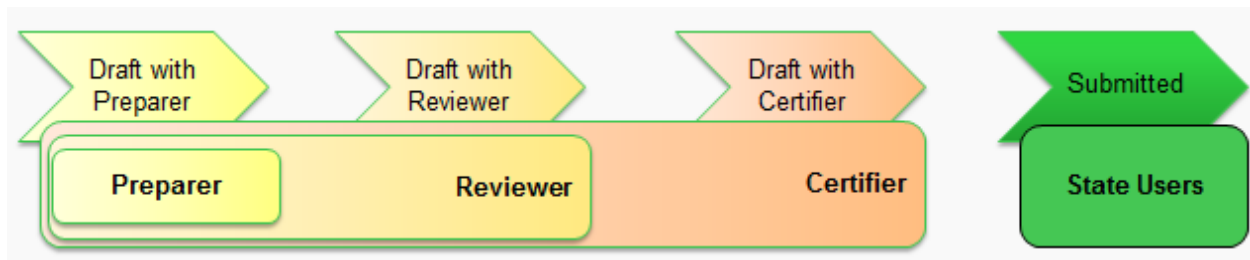 Draft with
Preparer
Draft with
Reviewer
Draft with
Certifier
Submitted
Preparer
Reviewer
Certifier
State Users